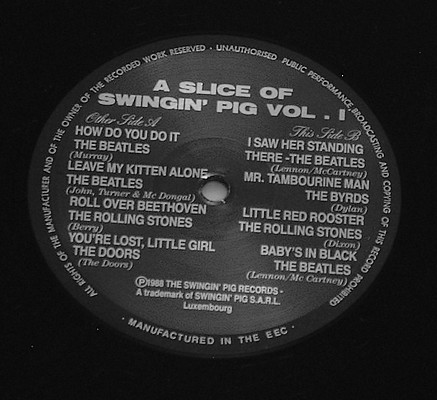 ALL RIGHTS OF THE MANUFACTURER AND OF THE OWNER OF THE RECORDED WORK RESERVED · UNAUTHORISED PUBLIC PERFORMANCE, BROADCASTING AND COPYING OF THIS RECORD PROHIBITED
A SLICE OF
SWINGIN' PIG VOL . I
Other Side A
HOW DO YOU DO IT
THE BEATLES
(Murray)
LEAVE MY KITTEN ALONE
THE BEATLES
(John, Turner & Mc Dongal)
ROLL OVER BEETHOVEN
THE ROLLING STONES
(Berry)
YOU'RE LOST, LITTLE GIRL
THE DOORS
(The Doors)
This Side B
I SAW HER STANDING
THERE -THE BEATLES
(Lennon/McCartney)
MR. TAMBOURINE MAN
THE BYRDS
(Dylan)
LITTLE RED ROOSTER
THE ROLLING STONES
(Dixon)
BABY'S IN BLACK
THE BEATLES
(Lennon/Mc Cartney)
Ⓟ1988 THE SWINGIN' PIG RECORDS ·
A trademark of SWINGIN' PIG S.A.R.L.
Luxembourg
· MANUFACTURED IN THE EEC ·